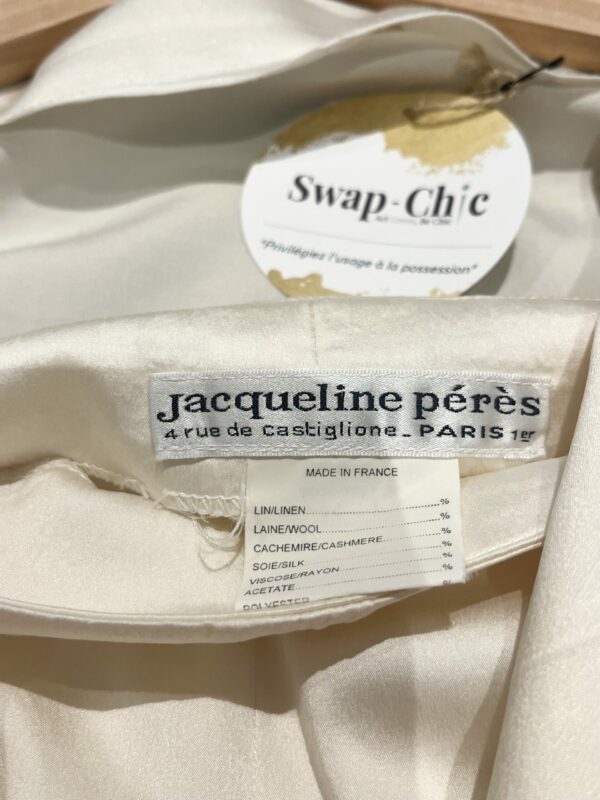 Swap-Chic
"Privilégiez l'usage à la possession"
Jacqueline pérès
4 rue de castiglione - PARIS 1er
MADE IN FRANCE
LIN/LINEN.....................%
LAINE/WOOL.....................%
CACHEMIRE/CASHMERE.....................%
SOIE/SILK.....................%
VISCOSE/RAYON.....................%
ACETATE.....................%
POLYESTER